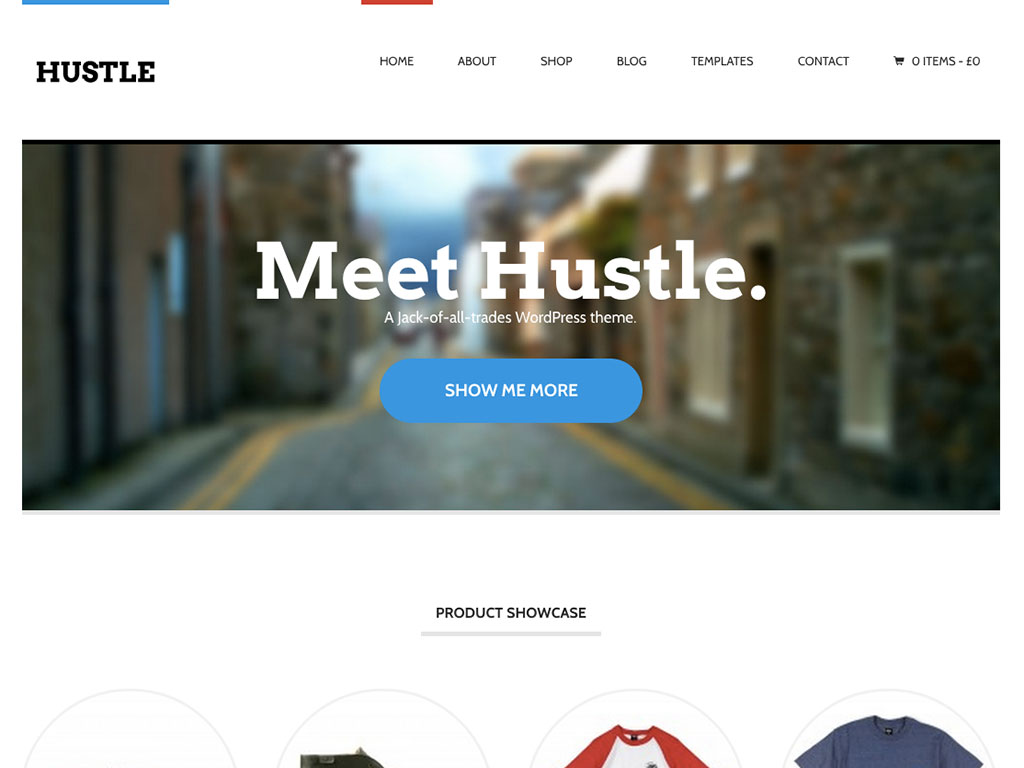 HUSTLE
HOME ABOUT SHOP BLOG TEMPLATES CONTACT 0 ITEMS - £0
Meet Hustle.
A Jack-of-all-trades WordPress theme.
SHOW ME MORE
PRODUCT SHOWCASE